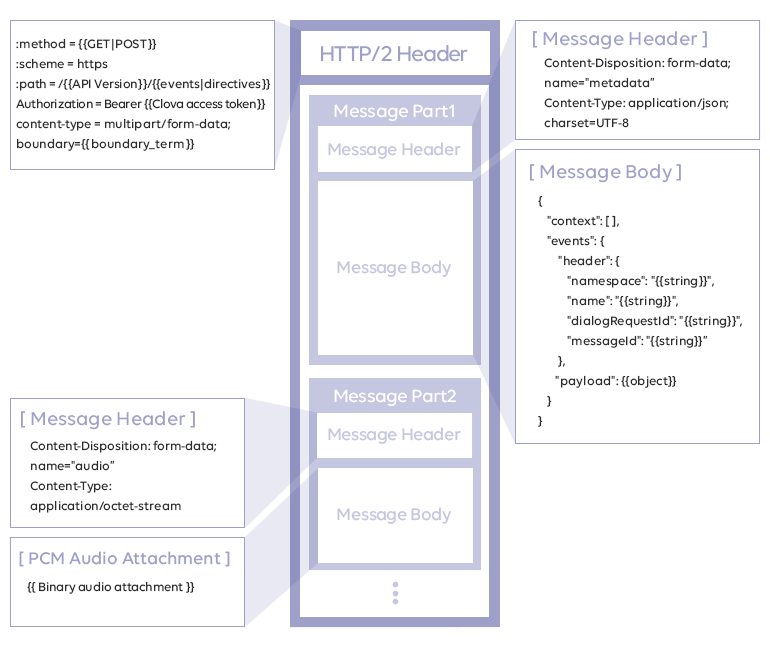 :method = {{GET|POST}}
:scheme = https
:path = /{{API Version}}/{{events|directives}}
Authorization = Bearer {{Clova access token}}
content-type = multipart/form-data;
boundary={{boundary_term}}
HTTP/2 Header
Message Part1
Message Header
Message Body
Message Part2
Message Header
Message Body
[ Message Header ]
Content-Disposition: form-data;
name="metadata"
Content-Type: application/json;
charset=UTF-8
[ Message Body ]
{
"context": [ ],
"events": {
"header": {
"namespace": "{{string}}",
"name": "{{string}}",
"dialogRequestId": "{{string}}",
"messageId": "{{string}}"
},
"payload": {{object}}
}
}
[ Message Header ]
Content-Disposition: form-data;
name="audio"
Content-Type:
application/octet-stream
[ PCM Audio Attachment ]
{{ Binary audio attachment }}